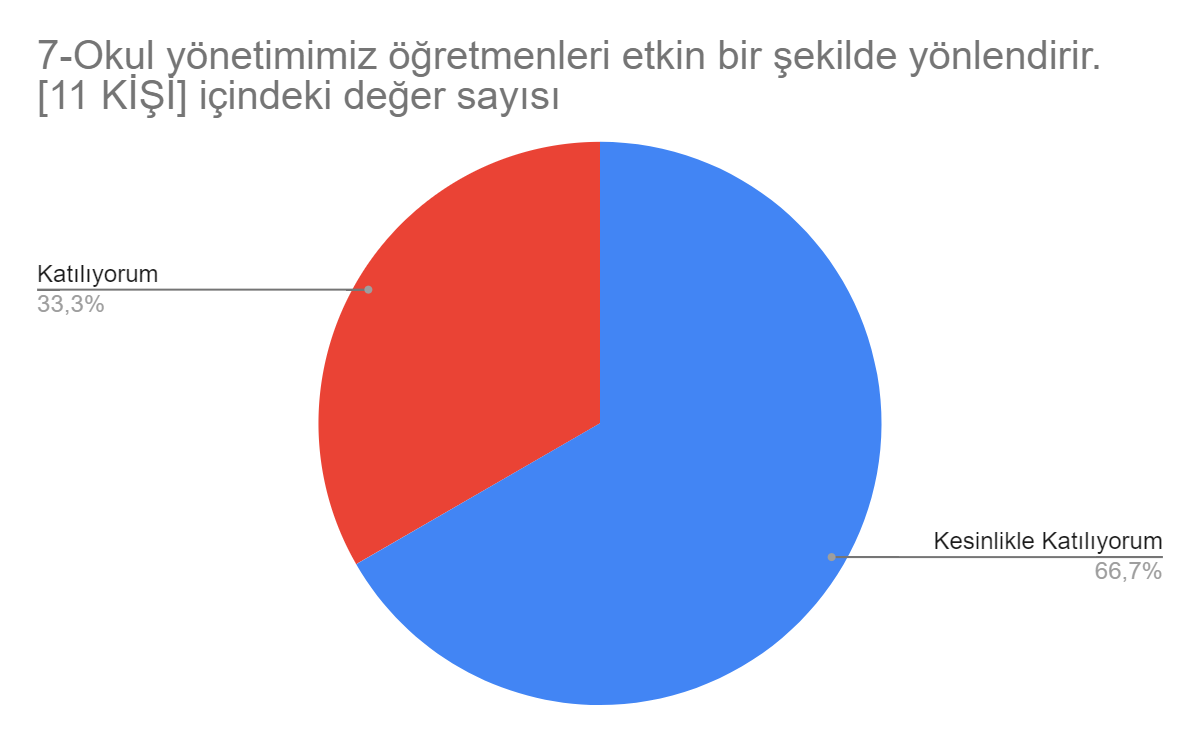 7-Okul yönetimimiz öğretmenleri etkin bir şekilde yönlendirir.
[11 KİŞİ] içindeki değer sayısı
Katılıyorum
33,3%
Kesinlikle Katılıyorum
66,7%